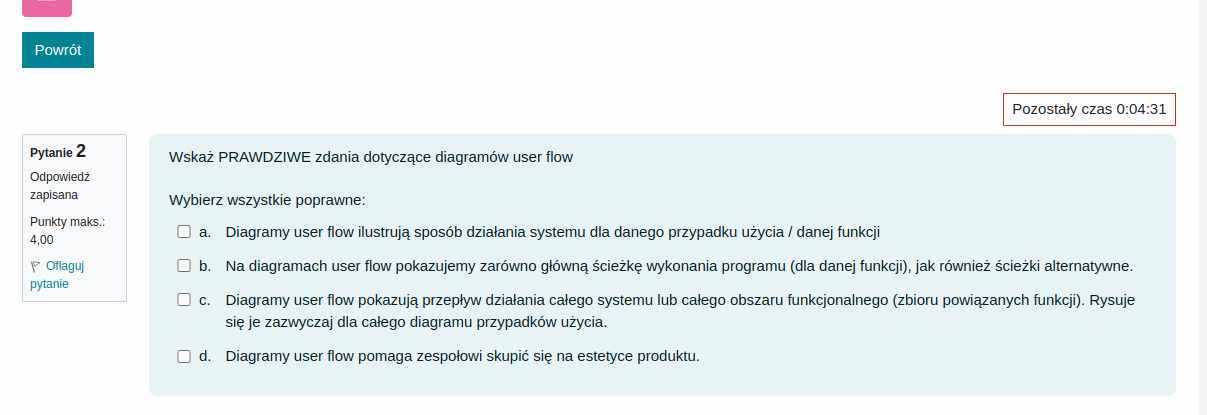 Powrót
Pozostały czas 0:04:31
Pytanie 2
Odpowiedź
zapisana
Punkty maks.:
4,00
Oflaguj
pytanie
Wskaż PRAWDZIWE zdania dotyczące diagramów user flow
Wybierz wszystkie poprawne:
a. Diagramy user flow ilustrują sposób działania systemu dla danego przypadku użycia / danej funkcji
b. Na diagramach user flow pokazujemy zarówno główną ścieżkę wykonania programu (dla danej funkcji), jak również ścieżki alternatywne.
c. Diagramy user flow pokazują przepływ działania całego systemu lub całego obszaru funkcjonalnego (zbioru powiązanych funkcji). Rysuje
się je zazwyczaj dla całego diagramu przypadków użycia.
d. Diagramy user flow pomaga zespołowi skupić się na estetyce produktu.